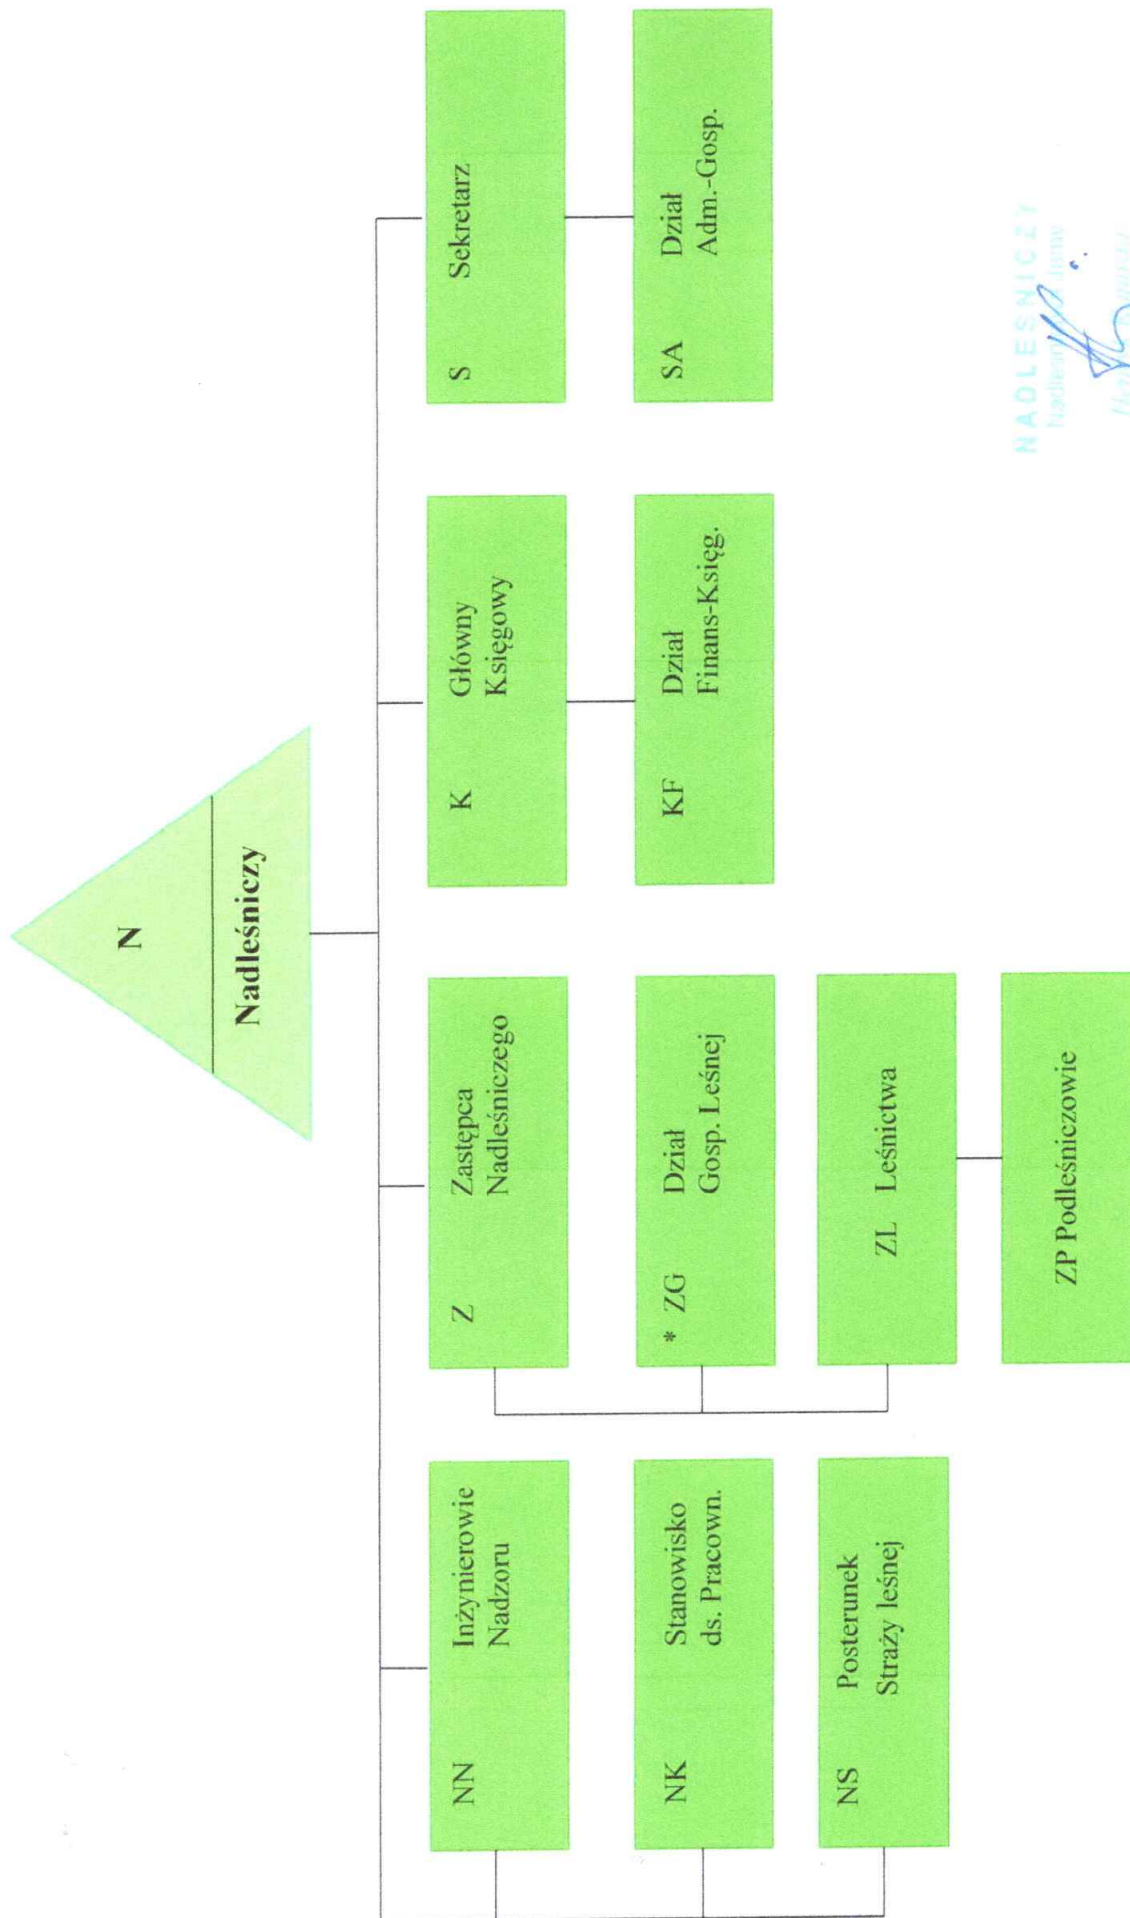 N
Nadleśniczy
NN Inżynierowie
Nadzoru
Z Zastępca
Nadleśniczego
K Główny
Księgowy
S Sekretarz
NK Stanowisko
ds. Pracown.
* ZG Dział
Gosp. Leśnej
KF Dział
Finans-Księg.
SA Dział
Adm.-Gosp.
NS Posterunek
Straży leśnej
ZL Leśnictwa
ZP Podleśniczowie
NADLEŚNICZY